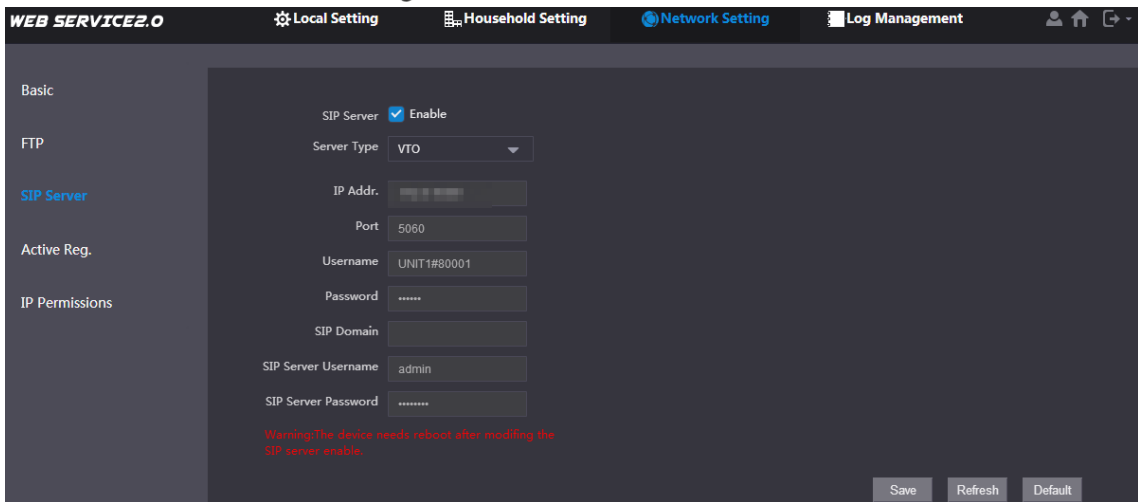 WEB SERVICE2.0 Local Setting Household Setting Network Setting Log Management
Basic
FTP
SIP Server
Active Reg.
IP Permissions
SIP Server Enable
Server Type VTO
IP Addr.
Port 5060
Username UNIT1#80001
Password ••••••
SIP Domain
SIP Server Username admin
SIP Server Password ••••••••
Warning:The device needs reboot after modifing the
SIP server enable.
Save Refresh Default